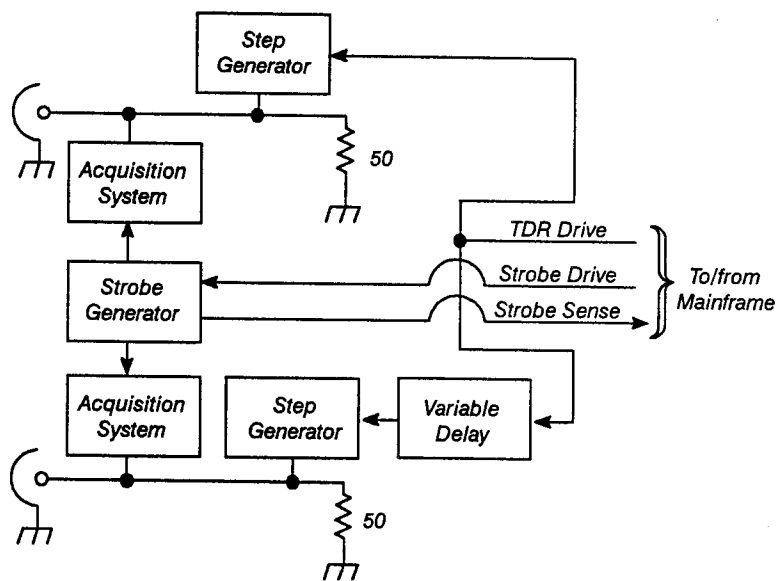 Step
Generator
50
Acquisition
System
TDR Drive
Strobe Drive
Strobe Sense
To/from
Mainframe
Strobe
Generator
Acquisition
System
Step
Generator
Variable
Delay
50